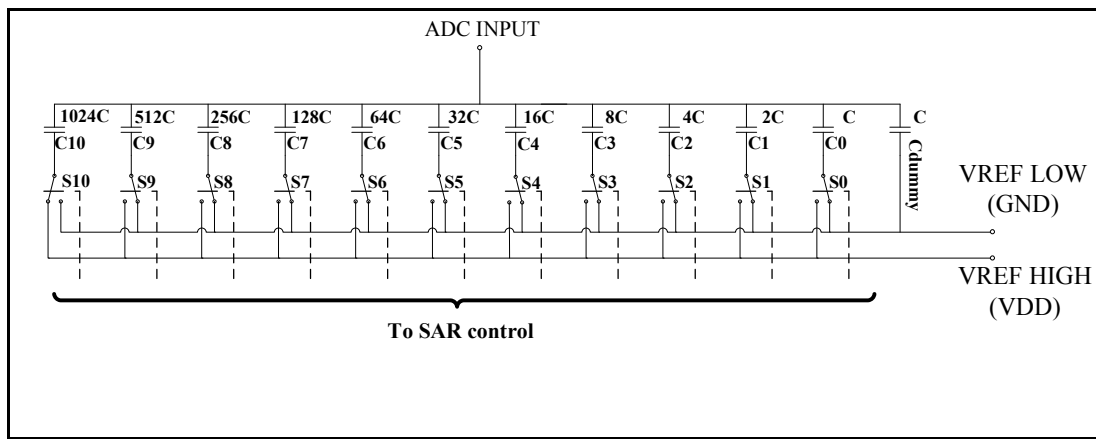 ADC INPUT
1024C 512C 256C 128C 64C 32C 16C 8C 4C 2C C C
C10 C9 C8 C7 C6 C5 C4 C3 C2 C1 C0 Cdummy
S10 S9 S8 S7 S6 S5 S4 S3 S2 S1 S0
VREF LOW
(GND)
VREF HIGH
(VDD)
To SAR control